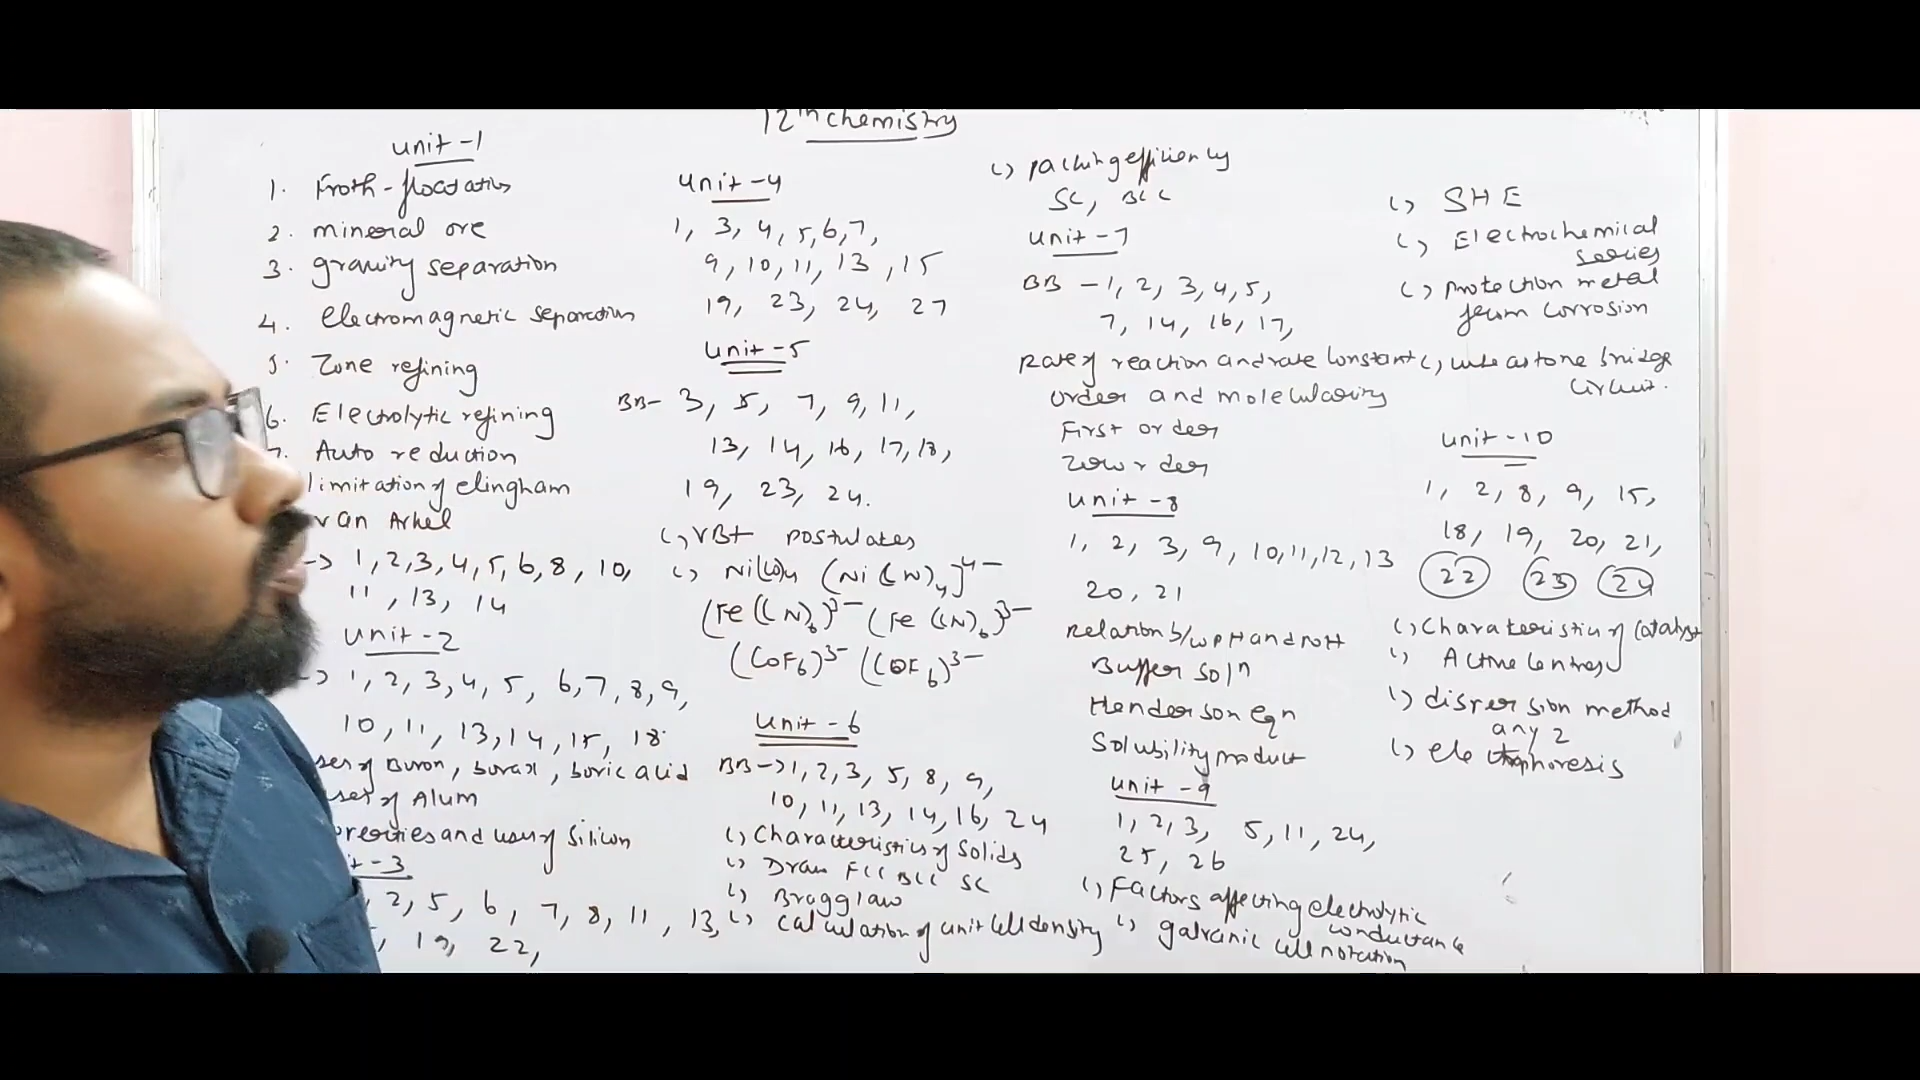 12th chemistry
unit-1
1. Froth-floatation
2. mineral ore
3. gravity separation
4. electromagnetic separation
5. Zone refining
6. Electrolytic refining
7. Auto reduction
limitation of elingham
van Arkel
→ 1, 2, 3, 4, 5, 6, 8, 10,
11, 13, 14
unit-2
→ 1, 2, 3, 4, 5, 6, 7, 8, 9,
10, 11, 13, 14, 15, 18.
Boron, borax, boric acid
of Alum
and uses of Silicon
-3
2, 5, 6, 7, 8, 11, 13,
19, 22,
unit-4
1, 3, 4, 5, 6, 7,
9, 10, 11, 13, 15
19, 23, 24, 27
unit-5
BB- 3, 5, 7, 9, 11,
13, 14, 16, 17, 18,
19, 23, 24.
VBT postulates
Ni(CO)4 (Ni(CN)4]4-
(Fe(CN)6)3- (Fe(CN)6)3-
(CoF6)3- (CoF6)3-
unit-6
BB→1, 2, 3, 5, 8, 9,
10, 11, 13, 14, 16, 24
Characteristics of Solids
Draw FCC BCC SC
Bragg law
calculation of unit cell density
packing efficiency
SC, BCC
unit-7
BB -1, 2, 3, 4, 5,
7, 14, 16, 17,
Rate of reaction and rate constant
order and molecularity
First order
Zero order
unit-8
1, 2, 3, 9, 10, 11, 12, 13
20, 21
Relation b/w pH and pOH
Buffer soln
Henderson eqn
Solubility product
unit-9
1, 2, 3, 5, 11, 24,
25, 26
Factors affecting electrolytic
conductance
galvanic cell notation
SHE
Electrochemical
series
protection metal
from corrosion
bridge
circuit.
unit-10
1, 2, 8, 9, 15,
18, 19, 20, 21,
22 23 24
Characteristics of Catalyst
Active Centres
dispersion method
any 2
electrophoresis